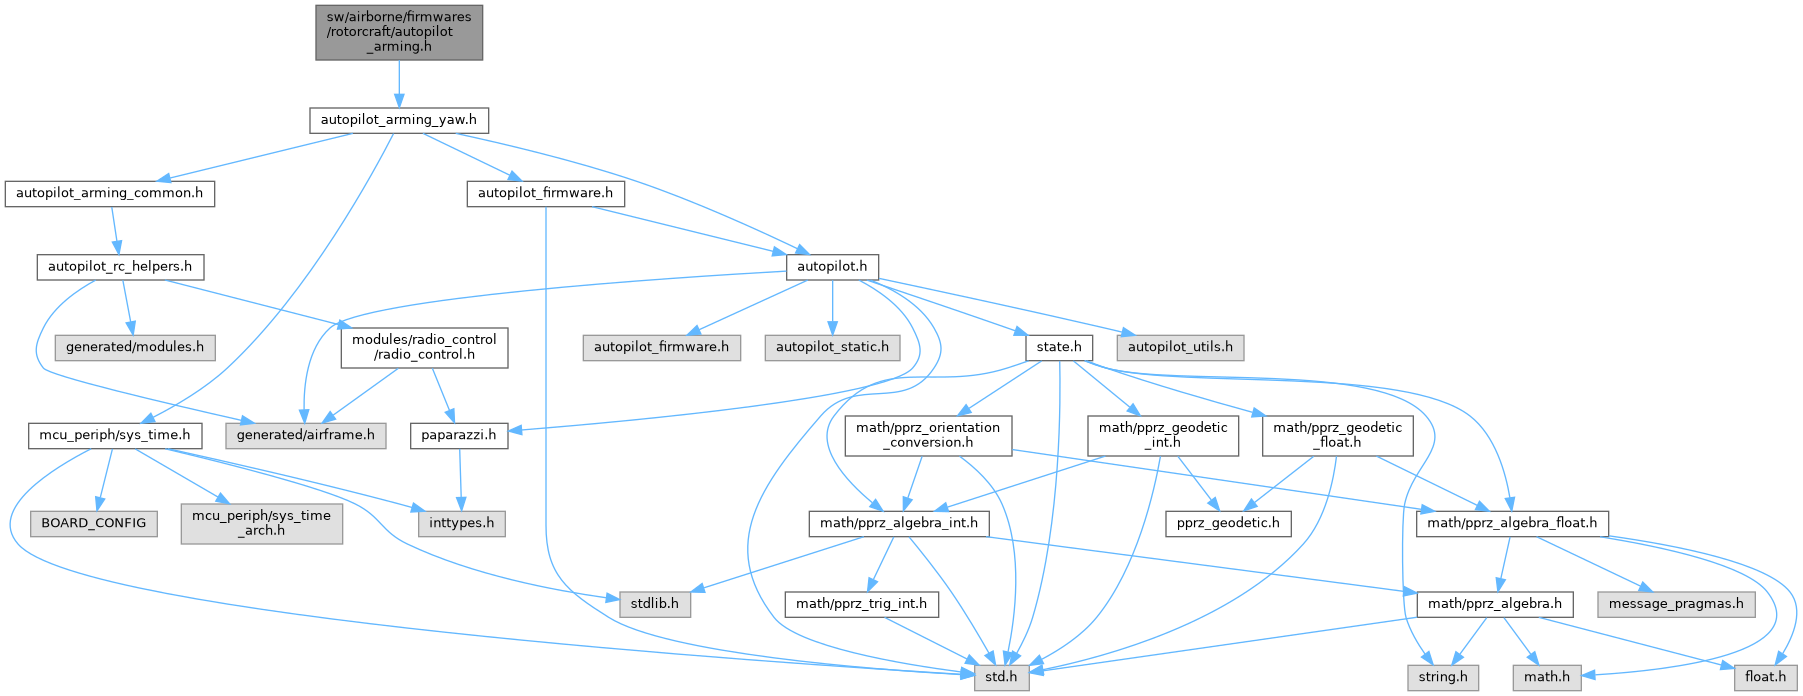 sw/airborne/firmwares
/rotorcraft/autopilot
_arming.h
autopilot_arming_yaw.h
autopilot_arming_common.h
autopilot_firmware.h
autopilot_rc_helpers.h
autopilot.h
generated/modules.h
modules/radio_control
/radio_control.h
autopilot_firmware.h
autopilot_static.h
state.h
autopilot_utils.h
mcu_periph/sys_time.h
generated/airframe.h
paparazzi.h
math/pprz_orientation
_conversion.h
math/pprz_geodetic
_int.h
math/pprz_geodetic
_float.h
BOARD_CONFIG
mcu_periph/sys_time
_arch.h
inttypes.h
math/pprz_algebra_int.h
pprz_geodetic.h
math/pprz_algebra_float.h
stdlib.h
math/pprz_trig_int.h
math/pprz_algebra.h
message_pragmas.h
std.h
string.h
math.h
float.h